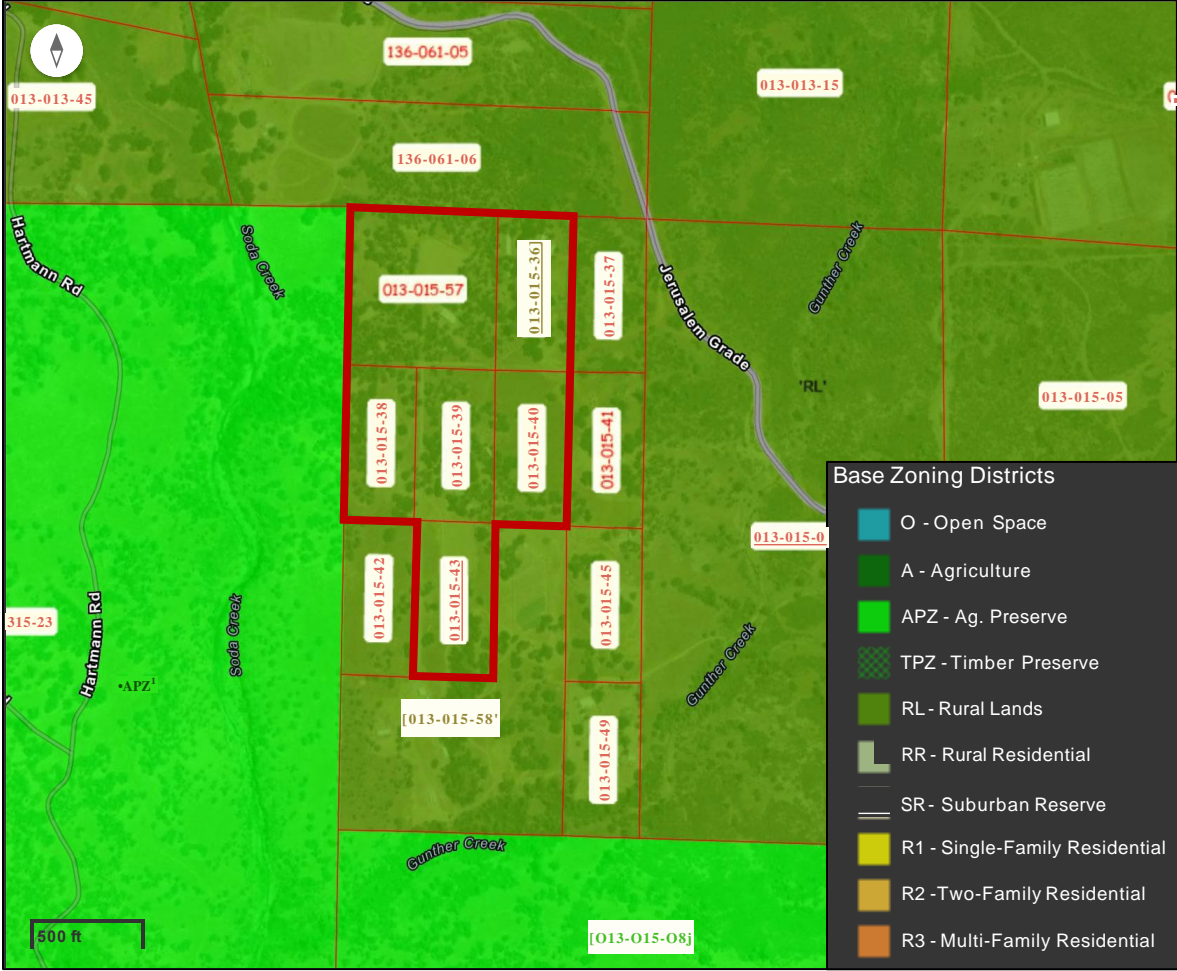 136-061-05
013-013-45
013-013-15
136-061-06
Hartmann Rd
Soda Creek
013-015-57
013-015-36]
013-015-37
Jerusalem Grade
Gunther Creek
'RL'
013-015-05
013-015-38
013-015-39
013-015-40
013-015-41
013-015-0
315-23
Hartmann Rd
Soda Creek
013-015-42
013-015-43
013-015-45
Gunther Creek
•APZ¹
[013-015-58'
013-015-49
Gunther Creek
[O13-O15-O8j
500 ft
Base Zoning Districts
O - Open Space
A - Agriculture
APZ - Ag. Preserve
TPZ - Timber Preserve
RL - Rural Lands
RR - Rural Residential
SR - Suburban Reserve
R1 - Single-Family Residential
R2 -Two-Family Residential
R3 - Multi-Family Residential